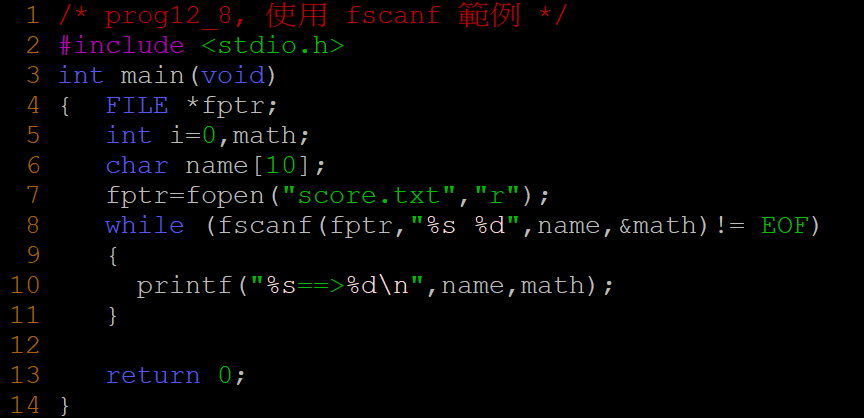 1 /* prog12_8, 使用 fscanf 範例 */
2 #include <stdio.h>
3 int main(void)
4 {  FILE *fptr;
5    int i=0,math;
6    char name[10];
7    fptr=fopen("score.txt","r");
8    while (fscanf(fptr,"%s %d",name,&math)!= EOF)
9    {
10     printf("%s==>%d\n",name,math);
11   }
12
13   return 0;
14 }